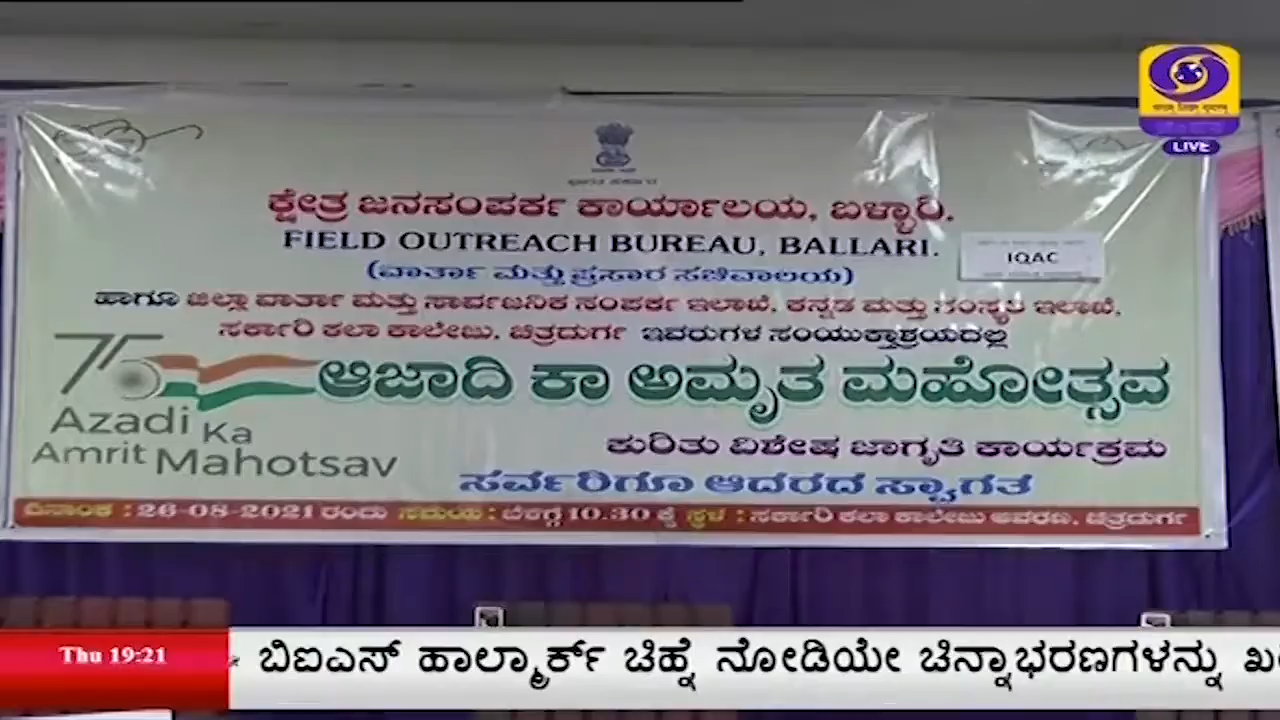 LIVE
ಭಾರತ ಸರ್ಕಾರ
ಕ್ಷೇತ್ರ ಜನಸಂಪರ್ಕ ಕಾರ್ಯಾಲಯ, ಬಳ್ಳಾರಿ.
FIELD OUTREACH BUREAU, BALLARI.
IQAC
(ವಾರ್ತಾ ಮತ್ತು ಪ್ರಸಾರ ಸಚಿವಾಲಯ)
ಹಾಗೂ ಜಿಲ್ಲಾ ವಾರ್ತಾ ಮತ್ತು ಸಾರ್ವಜನಿಕ ಸಂಪರ್ಕ ಇಲಾಖೆ, ಕನ್ನಡ ಮತ್ತು ಸಂಸ್ಕೃತಿ ಇಲಾಖೆ,
ಸರ್ಕಾರಿ ಕಲಾ ಕಾಲೇಜು, ಚಿತ್ರದುರ್ಗ ಇವರುಗಳ ಸಂಯುಕ್ತಾಶ್ರಯದಲ್ಲಿ
75
ಆಜಾದಿ ಕಾ ಅಮೃತ ಮಹೋತ್ಸವ
Azadi Ka
Amrit Mahotsav
ಕುರಿತು ವಿಶೇಷ ಜಾಗೃತಿ ಕಾರ್ಯಕ್ರಮ
ಸರ್ವರಿಗೂ ಆದರದ ಸ್ವಾಗತ
ದಿನಾಂಕ : 26-08-2021 ರಂದು ಸಮಯ : ಬೆಳಗ್ಗೆ 10.30 ಕ್ಕೆ ಸ್ಥಳ : ಸರ್ಕಾರಿ ಕಲಾ ಕಾಲೇಜು ಆವರಣ, ಚಿತ್ರದುರ್ಗ
Thu 19:21
ಬಿಐಎಸ್ ಹಾಲ್ಮಾರ್ಕ್ ಚಿಹ್ನೆ ನೋಡಿಯೇ ಚಿನ್ನಾಭರಣಗಳನ್ನು